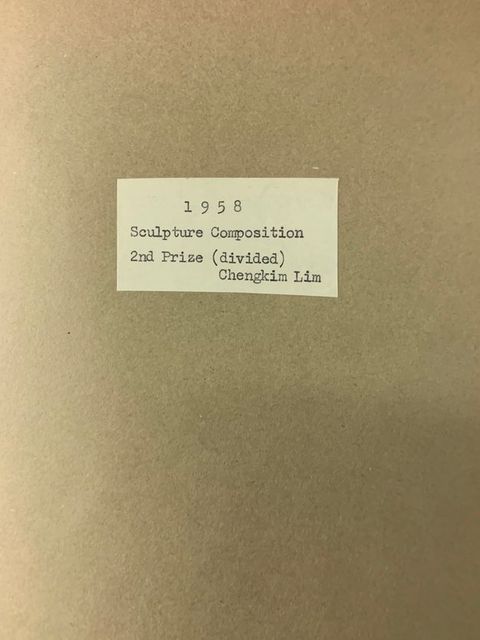 1958
Sculpture Composition
2nd Prize (divided)
Chengkim Lim